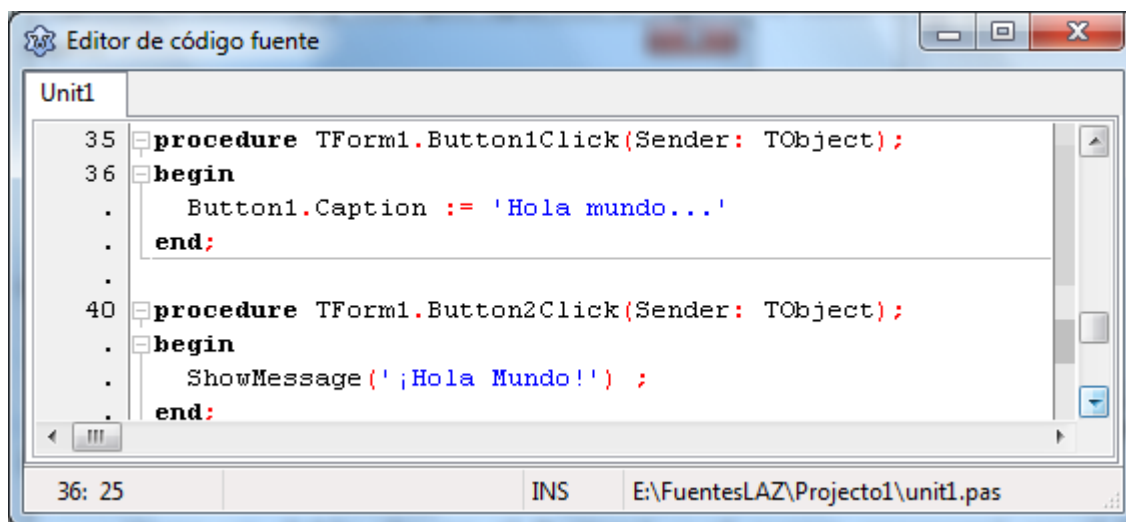 Editor de código fuente
Unit1
35 procedure TForm1.Button1Click(Sender: TObject);
36 begin
. Button1.Caption := 'Hola mundo...'
. end;
.
40 procedure TForm1.Button2Click(Sender: TObject);
. begin
. ShowMessage('¡Hola Mundo!') ;
. end;
36: 25 INS E:\FuentesLAZ\Projecto1\unit1.pas